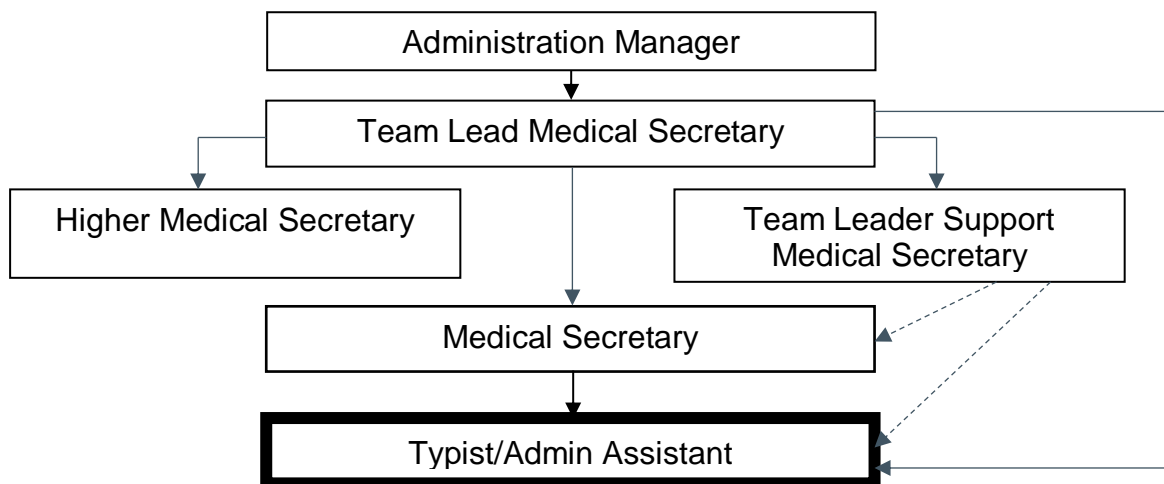 Administration Manager
Team Lead Medical Secretary
Higher Medical Secretary
Team Leader Support
Medical Secretary
Medical Secretary
Typist/Admin Assistant